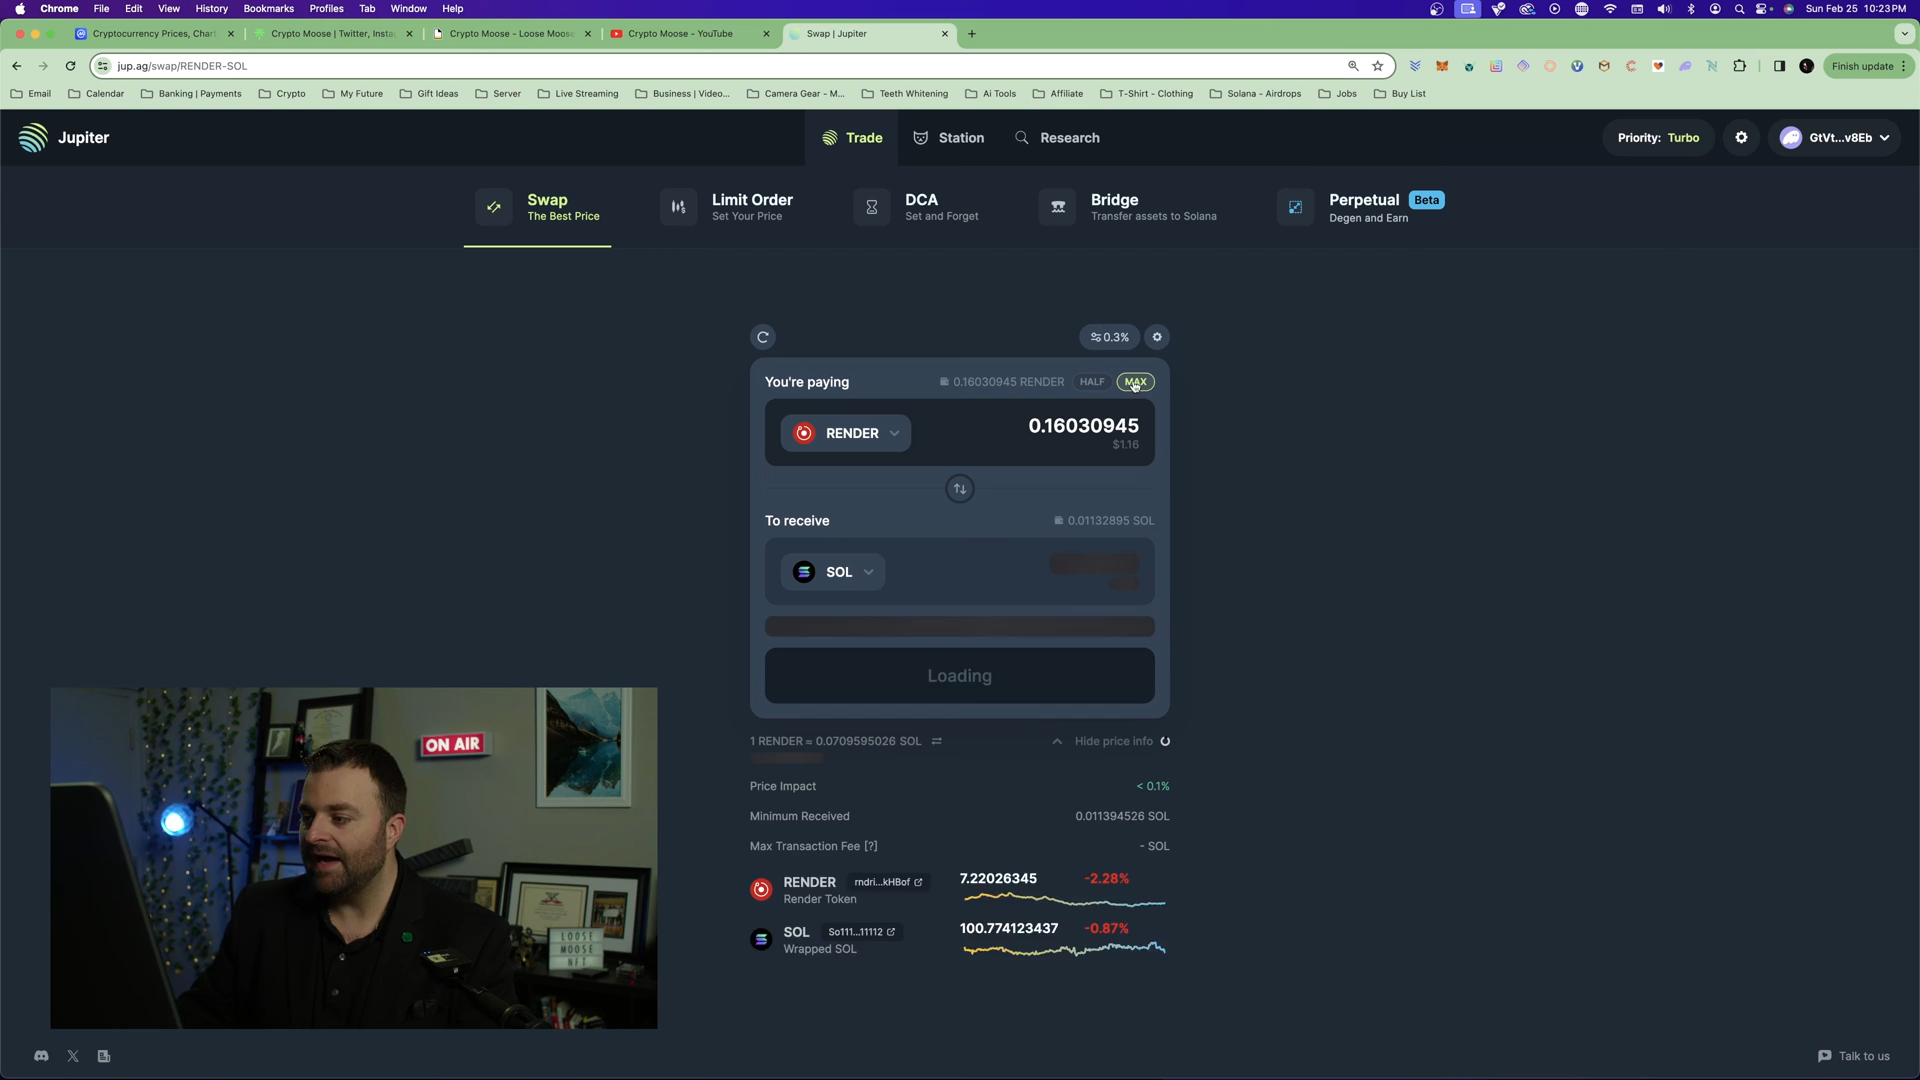 Chrome File Edit View History Bookmarks Profiles Tab Window Help Sun Feb 25 10:23PM
Cryptocurrency Prices, Char Crypto Moose | Twitter, Insta Crypto Moose - Loose Moose Crypto Moose - YouTube Swap | Jupiter
jup.ag/swap/RENDER-SOL Finish update
Email Calendar Banking | Payments Crypto My Future Gift Ideas Server Live Streaming Business | Video... Camera Gear - M... Teeth Whitening Ai Tools Affiliate T-Shirt - Clothing Solana - Airdrops Jobs Buy List
Jupiter Trade Station Research Priority: Turbo GtVt...v8Eb
Swap Limit Order DCA Bridge Perpetual Beta
The Best Price Set Your Price Set and Forget Transfer assets to Solana Degen and Earn
0.3%
You're paying 0.16030945 RENDER HALF MAX
RENDER 0.16030945
$1.16
To receive 0.01132895 SOL
SOL
Loading
1 RENDER ≈ 0.0709595026 SOL Hide price info
Price Impact < 0.1%
Minimum Received 0.011394526 SOL
Max Transaction Fee [?] - SOL
RENDER rndri...kHBof 7.22026345 -2.28%
Render Token
SOL So111...11112 100.774123437 -0.87%
Wrapped SOL
ON AIR
LOOSE
MOOSE
NFT
Talk to us